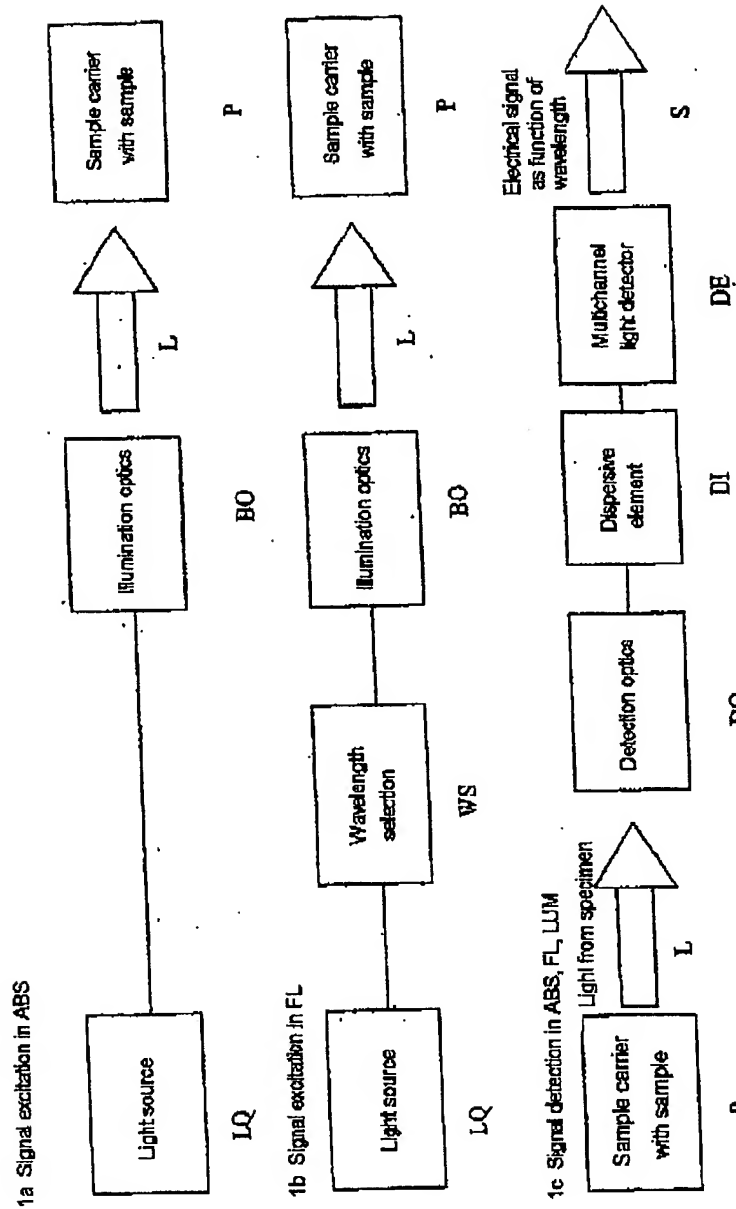 1a Signal excitation in ABS
Light source
Illumination optics
Sample carrier
with sample
LQ
BO
L
P
1b Signal excitation in FL
Light source
Wavelength
selection
Illumination optics
Sample carrier
with sample
LQ
WS
BO
L
P
1c Signal detection in ABS, FL, LUM
Sample carrier
with sample
Light from specimen
L
Detection optics
Dispersive
element
DI
Multichannel
light detector
DE
Electrical signal
as function of
wavelength
S